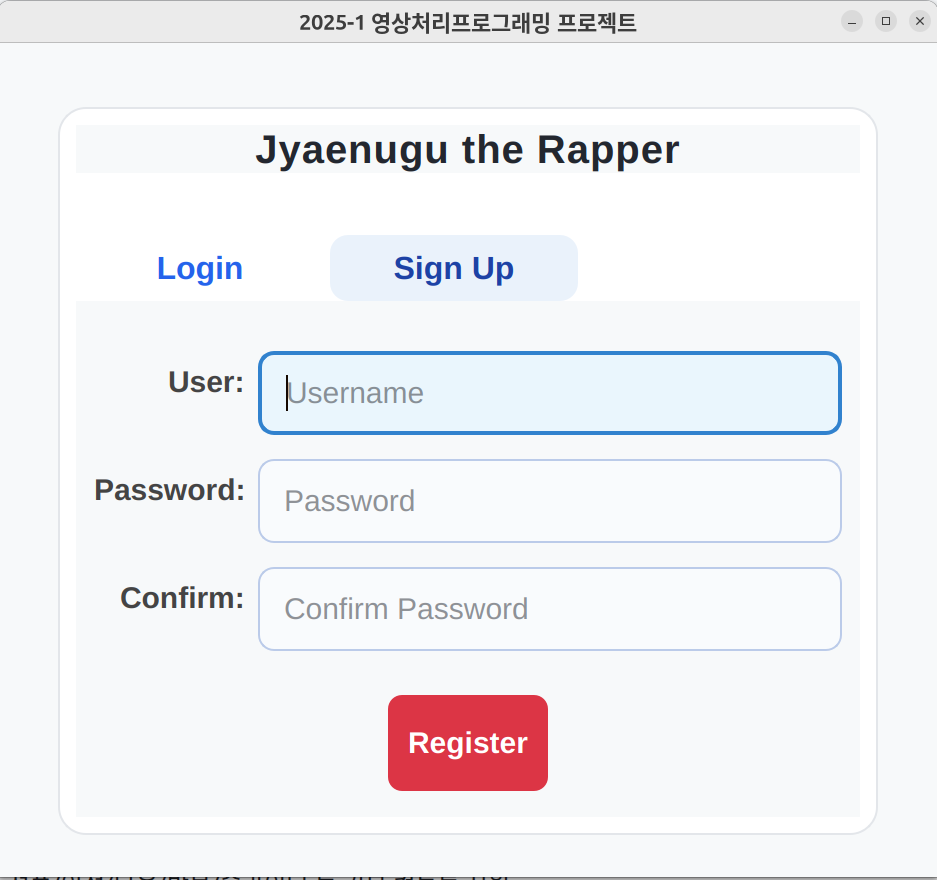 2025-1 영상처리프로그래밍 프로젝트
Jyaenugu the Rapper
Login
Sign Up
User:
Username
Password:
Password
Confirm:
Confirm Password
Register